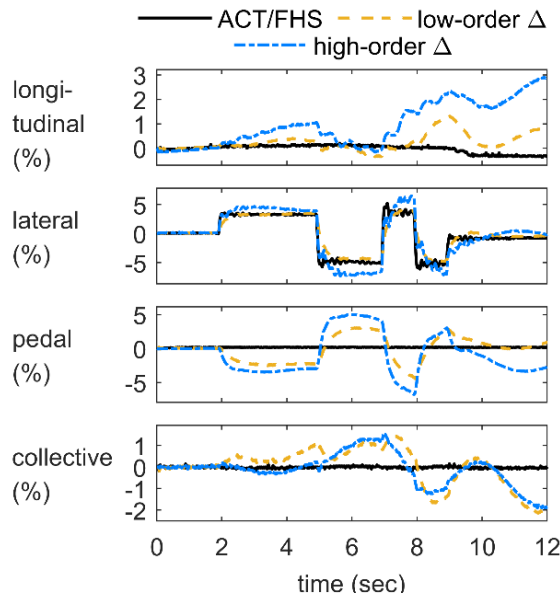 ACT/FHS low-order Δ
high-order Δ
longi-
tudinal
(%)
3
2
1
0
lateral
(%)
5
0
-5
pedal
(%)
5
0
-5
collective
(%)
1
0
-1
-2
0 2 4 6 8 10 12
time (sec)